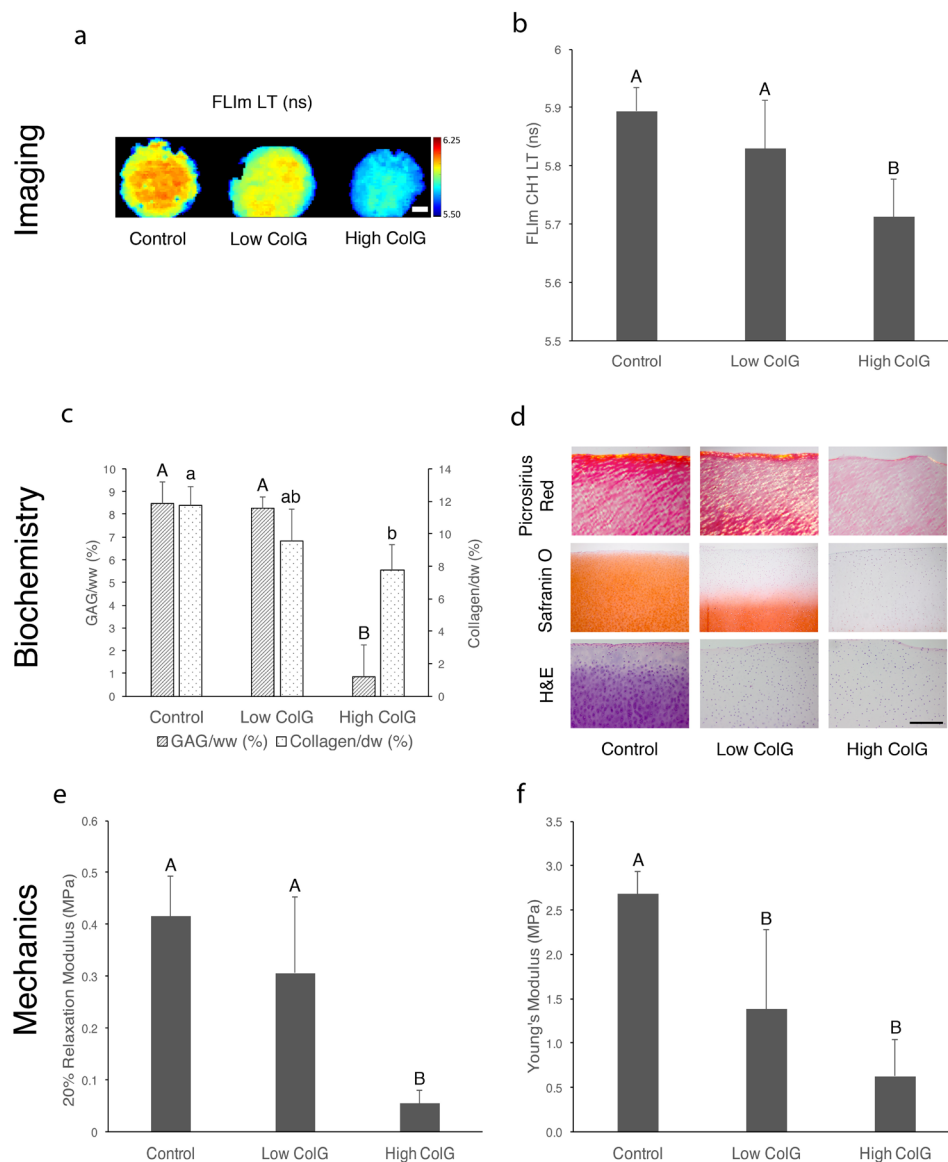 Imaging
a
FLIm LT (ns)
6.25
5.50
Control
Low ColG
High ColG
b
FLIm CH1 LT (ns)
6
5.9
5.8
5.7
5.6
5.5
A
A
B
Control
Low ColG
High ColG
Biochemistry
c
GAG/ww (%)
10
9
8
7
6
5
4
3
2
1
0
A
a
A
ab
B
b
14
12
10
8
6
4
2
0
Collagen/dw (%)
Control
Low ColG
High ColG
GAG/ww (%)
Collagen/dw (%)
d
Picrosirius
Red
Safranin O
H&E
Control
Low ColG
High ColG
Mechanics
e
20% Relaxation Modulus (MPa)
0.6
0.5
0.4
0.3
0.2
0.1
0
A
A
B
Control
Low ColG
High ColG
f
Young's Modulus (MPa)
3.5
3.0
2.5
2.0
1.5
1.0
0.5
0.0
A
B
B
Control
Low ColG
High ColG